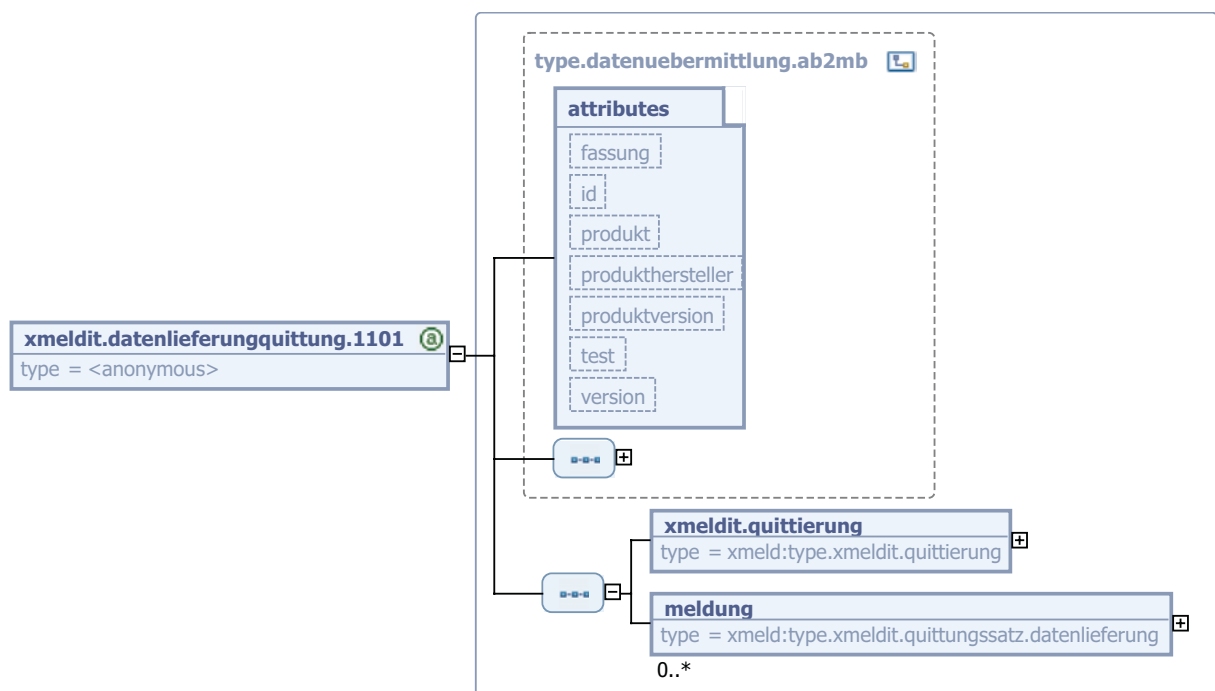 type.datenuebermittlung.ab2mb
attributes
fassung
id
produkt
produkthersteller
produktversion
test
version
xmeldit.datenlieferungquittung.1101 a
type = <anonymous>
xmeldit.quittierung
type = xmeld:type.xmeldit.quittierung
meldung
type = xmeld:type.xmeldit.quittungssatz.datenlieferung
0..*